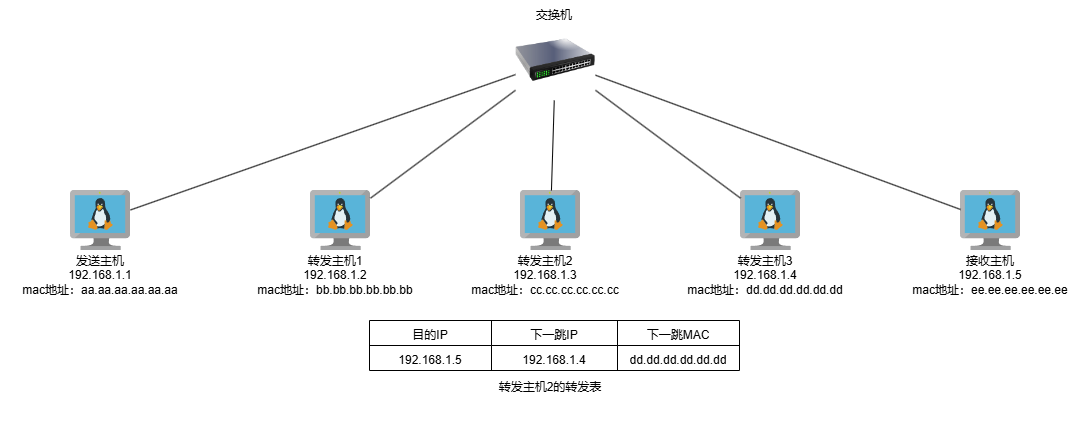 交换机
发送主机
192.168.1.1
mac地址：aa.aa.aa.aa.aa.aa
转发主机1
192.168.1.2
mac地址：bb.bb.bb.bb.bb.bb
转发主机2
192.168.1.3
mac地址：cc.cc.cc.cc.cc.cc
转发主机3
192.168.1.4
mac地址：dd.dd.dd.dd.dd.dd
接收主机
192.168.1.5
mac地址：ee.ee.ee.ee.ee.ee
目的IP 下一跳IP 下一跳MAC
192.168.1.5 192.168.1.4 dd.dd.dd.dd.dd.dd
转发主机2的转发表